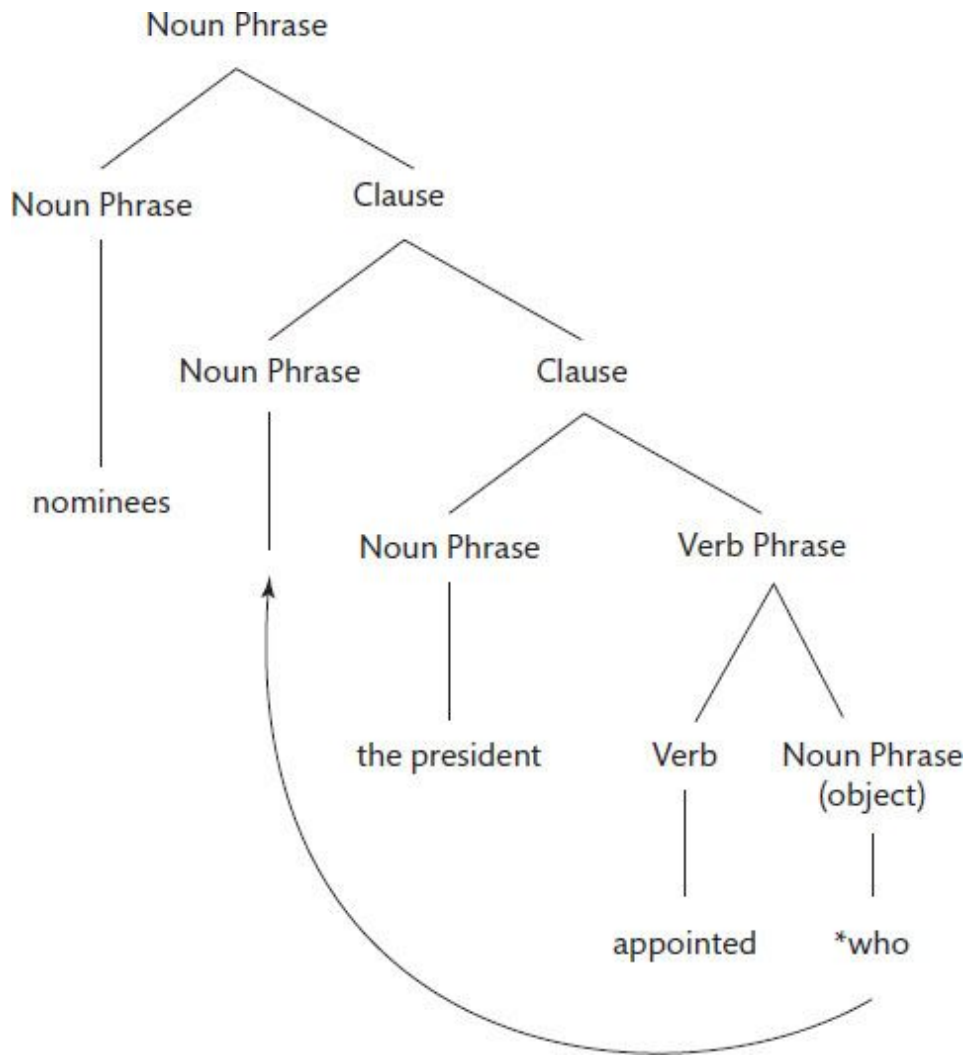 Noun Phrase
Noun Phrase
Clause
Noun Phrase
Clause
nominees
Noun Phrase
Verb Phrase
the president
Verb
Noun Phrase
(object)
appointed
*who